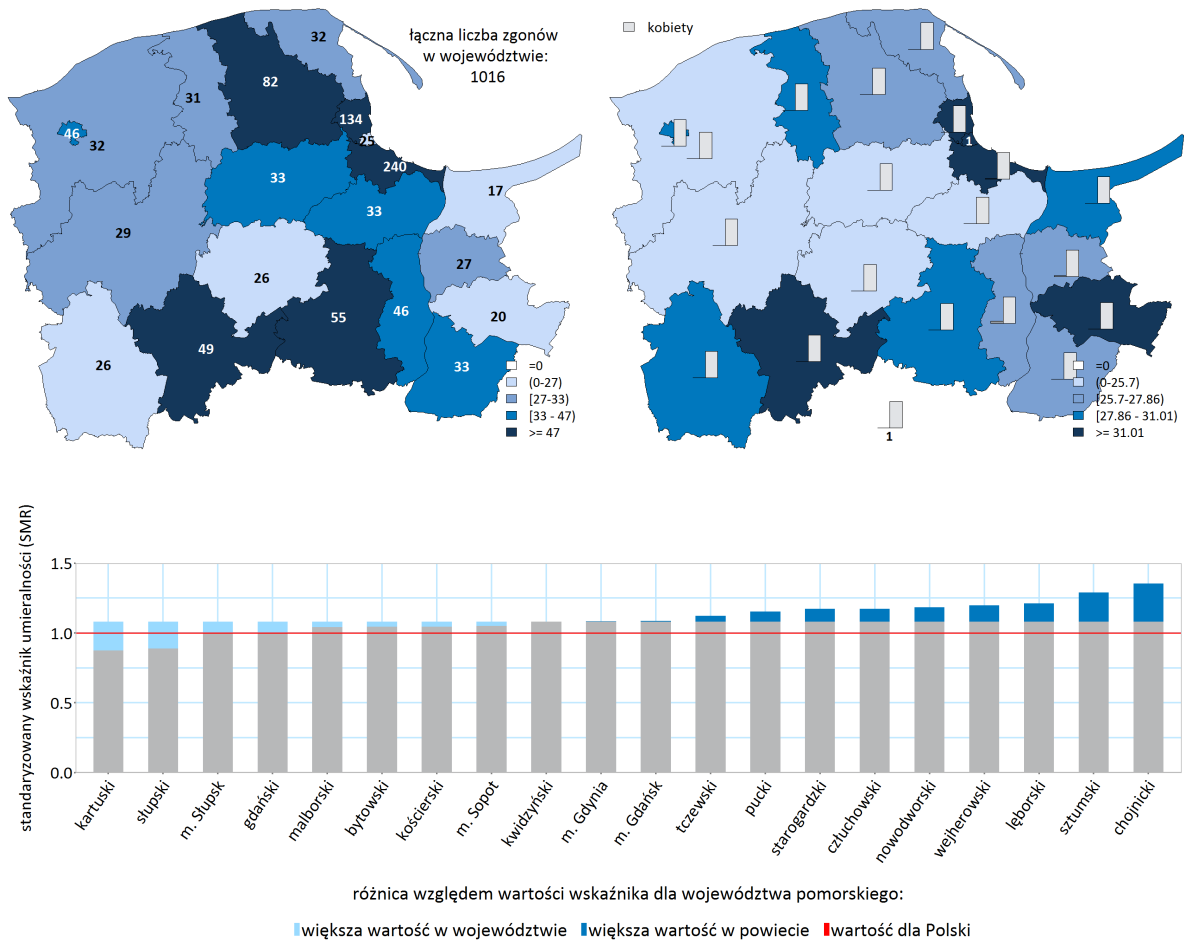 łączna liczba zgonów
w województwie:
1016
32
82
31
134
25
46
32
240
33
17
33
29
27
26
46
20
55
49
33
26
=0
(0-27)
[27-33)
[33 - 47)
>= 47
kobiety
1
=0
(0-25.7)
[25.7-27.86)
[27.86 - 31.01)
>= 31.01
1
standaryzowany wskaźnik umieralności (SMR)
1.5
1.0
0.5
0.0
kartuski
słupski
m. Słupsk
gdański
malborski
bytowski
kościerski
m. Sopot
kwidzyński
m. Gdynia
m. Gdańsk
tczewski
pucki
starogardzki
człuchowski
nowodworski
wejherowski
lęborski
sztumski
chojnicki
różnica względem wartości wskaźnika dla województwa pomorskiego:
większa wartość w województwie większa wartość w powiecie wartość dla Polski